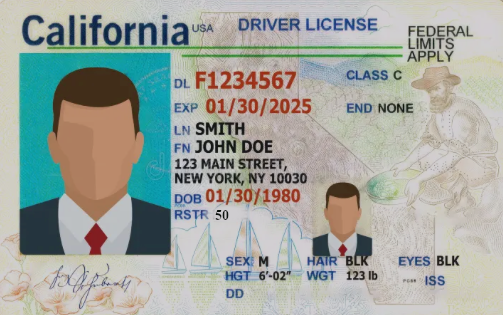 California USA DRIVER LICENSE
FEDERAL
LIMITS
APPLY
DL F1234567
CLASS C
EXP 01/30/2025
END NONE
LN SMITH
FN JOHN DOE
123 MAIN STREET,
NEW YORK, NY 10030
DOB 01/30/1980
RSTR 50
SEX M HAIR BLK EYES BLK
HGT 6'-02" WGT 123 lb
ISS
DD